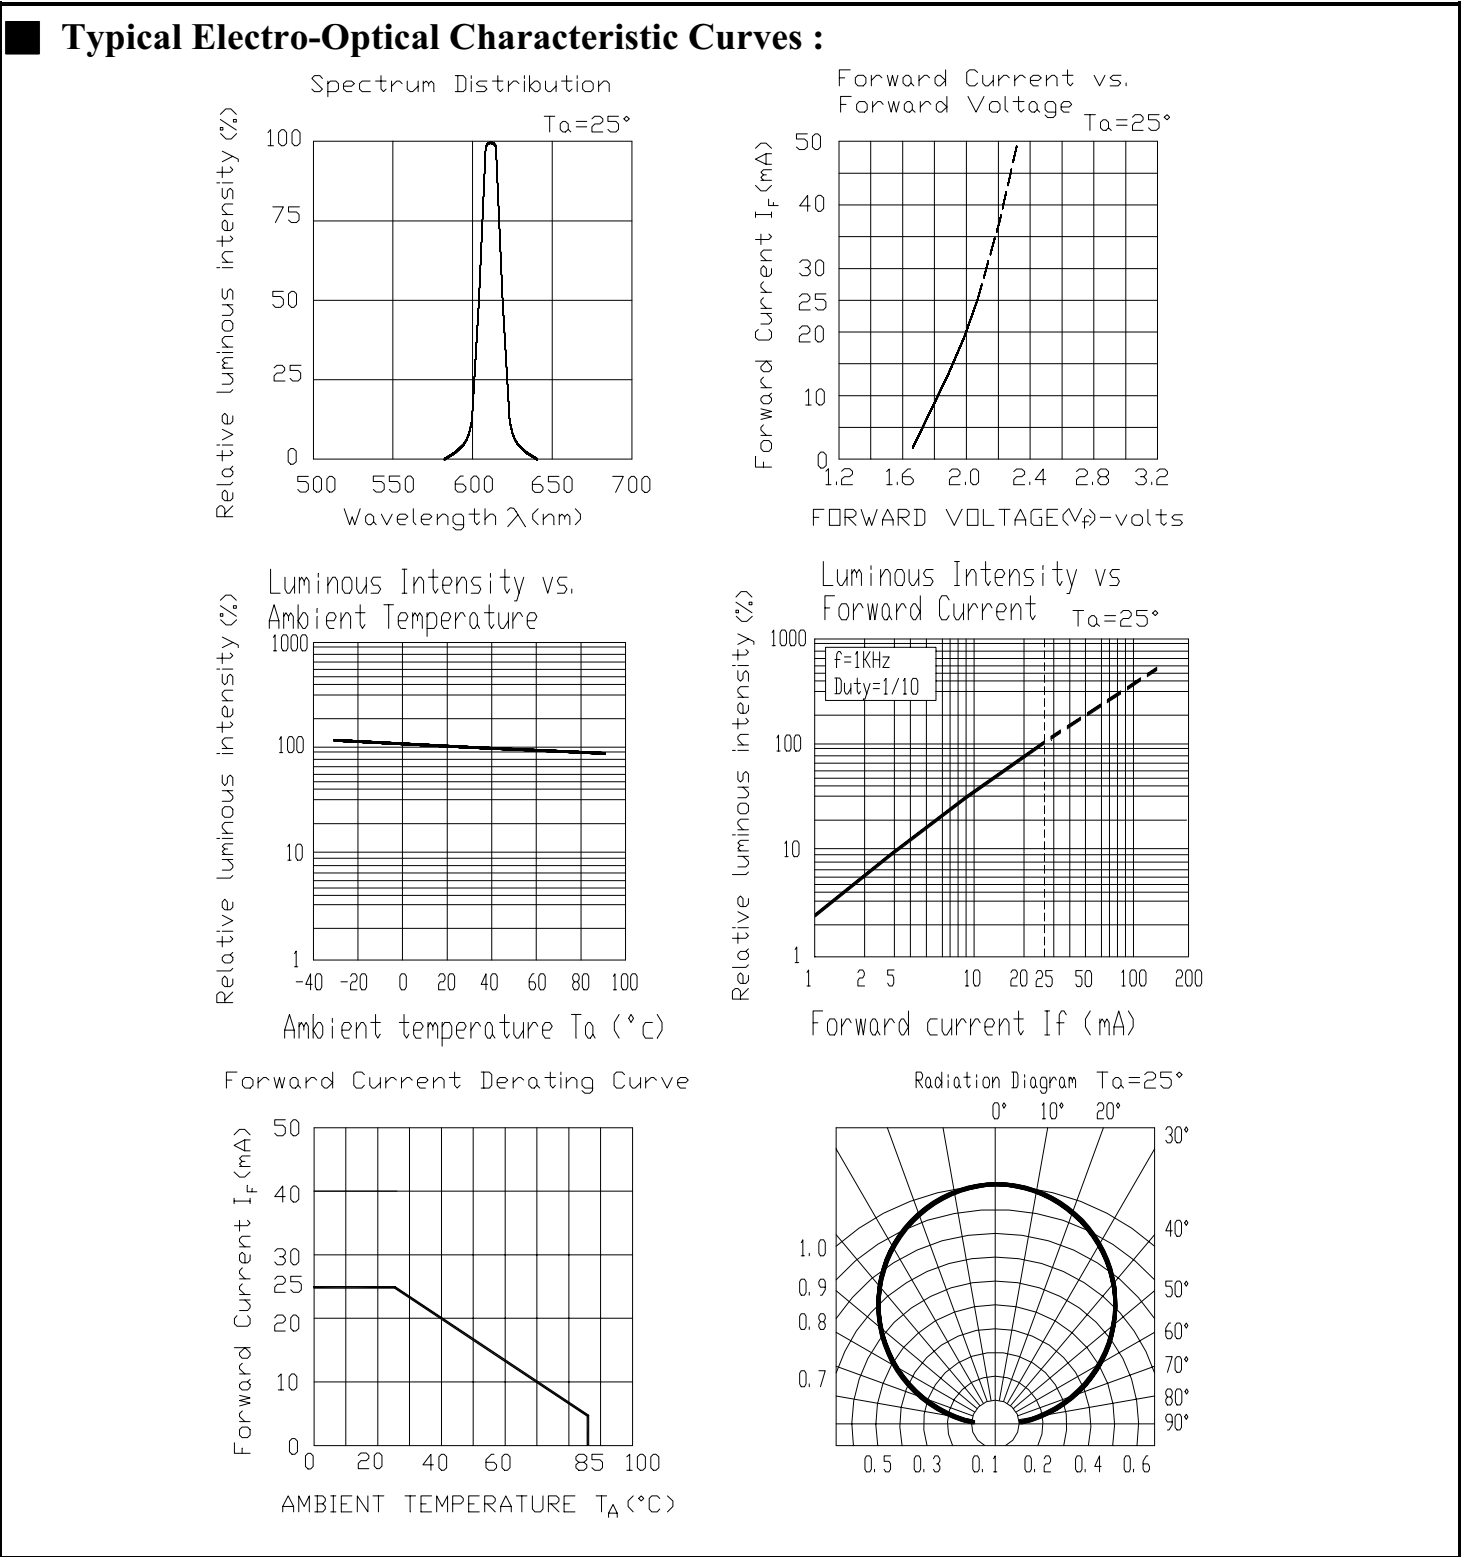 Typical Electro-Optical Characteristic Curves :
Spectrum Distribution
Ta=25°
Relative luminous intensity (%)
100
75
50
25
0
500 550 600 650 700
Wavelength λ (nm)
Forward Current vs.
Forward Voltage
Ta=25°
Forward Current IF (mA)
50
40
30
25
20
10
0
1.2 1.6 2.0 2.4 2.8 3.2
FORWARD VOLTAGE(Vf)-volts
Luminous Intensity vs.
Ambient Temperature
Relative luminous intensity (%)
1000
100
10
1
-40 -20 0 20 40 60 80 100
Ambient temperature Ta (°c)
Luminous Intensity vs
Forward Current
Ta=25°
Relative luminous intensity (%)
f=1KHz
Duty=1/10
1000
100
10
1
1 2 5 10 20 25 50 100 200
Forward current If (mA)
Forward Current Derating Curve
Forward Current IF (mA)
50
40
30
25
20
10
0
0 20 40 60 85 100
AMBIENT TEMPERATURE TA (°C)
Radiation Diagram Ta=25°
0° 10° 20°
30°
40°
50°
60°
70°
80°
90°
1.0
0.9
0.8
0.7
0.5 0.3 0.1 0.2 0.4 0.6